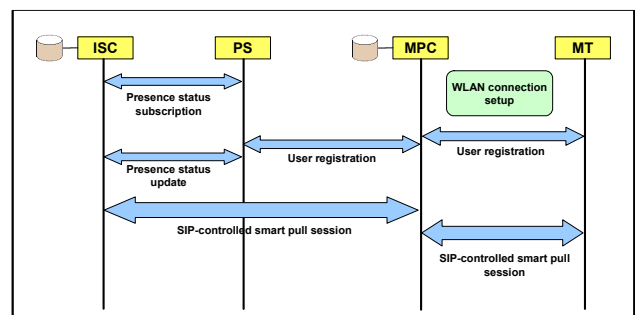 ISC
PS
MPC
MT
WLAN connection
setup
Presence status
subscription
User registration
User registration
Presence status
update
SIP-controlled smart pull session
SIP-controlled smart pull
session